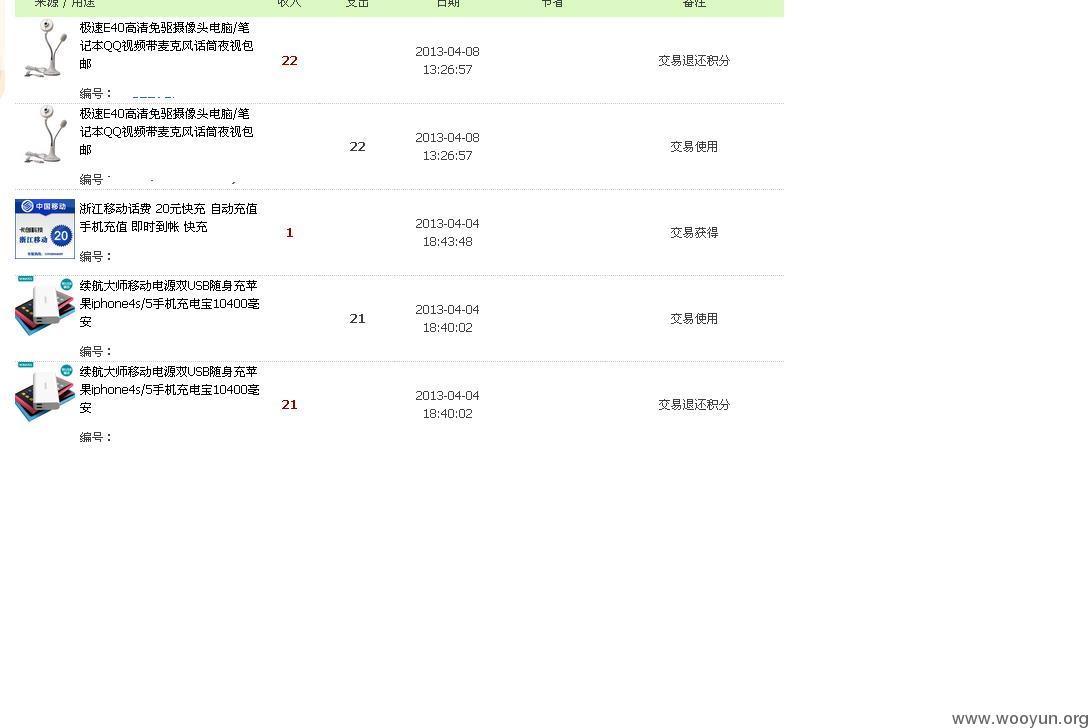 来源 / 用途 收入 支出 日期 节省 备注
极速E40高清免驱摄像头电脑/笔
记本QQ视频带麦克风话筒夜视包
邮
编号：
22
2013-04-08
13:26:57
交易退还积分
极速E40高清免驱摄像头电脑/笔
记本QQ视频带麦克风话筒夜视包
邮
编号
22
2013-04-08
13:26:57
交易使用
中国移动
浙江移动
20
浙江移动话费 20元快充 自动充值
手机充值 即时到帐 快充
编号：
1
2013-04-04
18:43:48
交易获得
续航大师移动电源双USB随身充苹
果iphone4s/5手机充电宝10400毫
安
编号：
21
2013-04-04
18:40:02
交易使用
续航大师移动电源双USB随身充苹
果iphone4s/5手机充电宝10400毫
安
编号：
21
2013-04-04
18:40:02
交易退还积分
www.wooyun.org